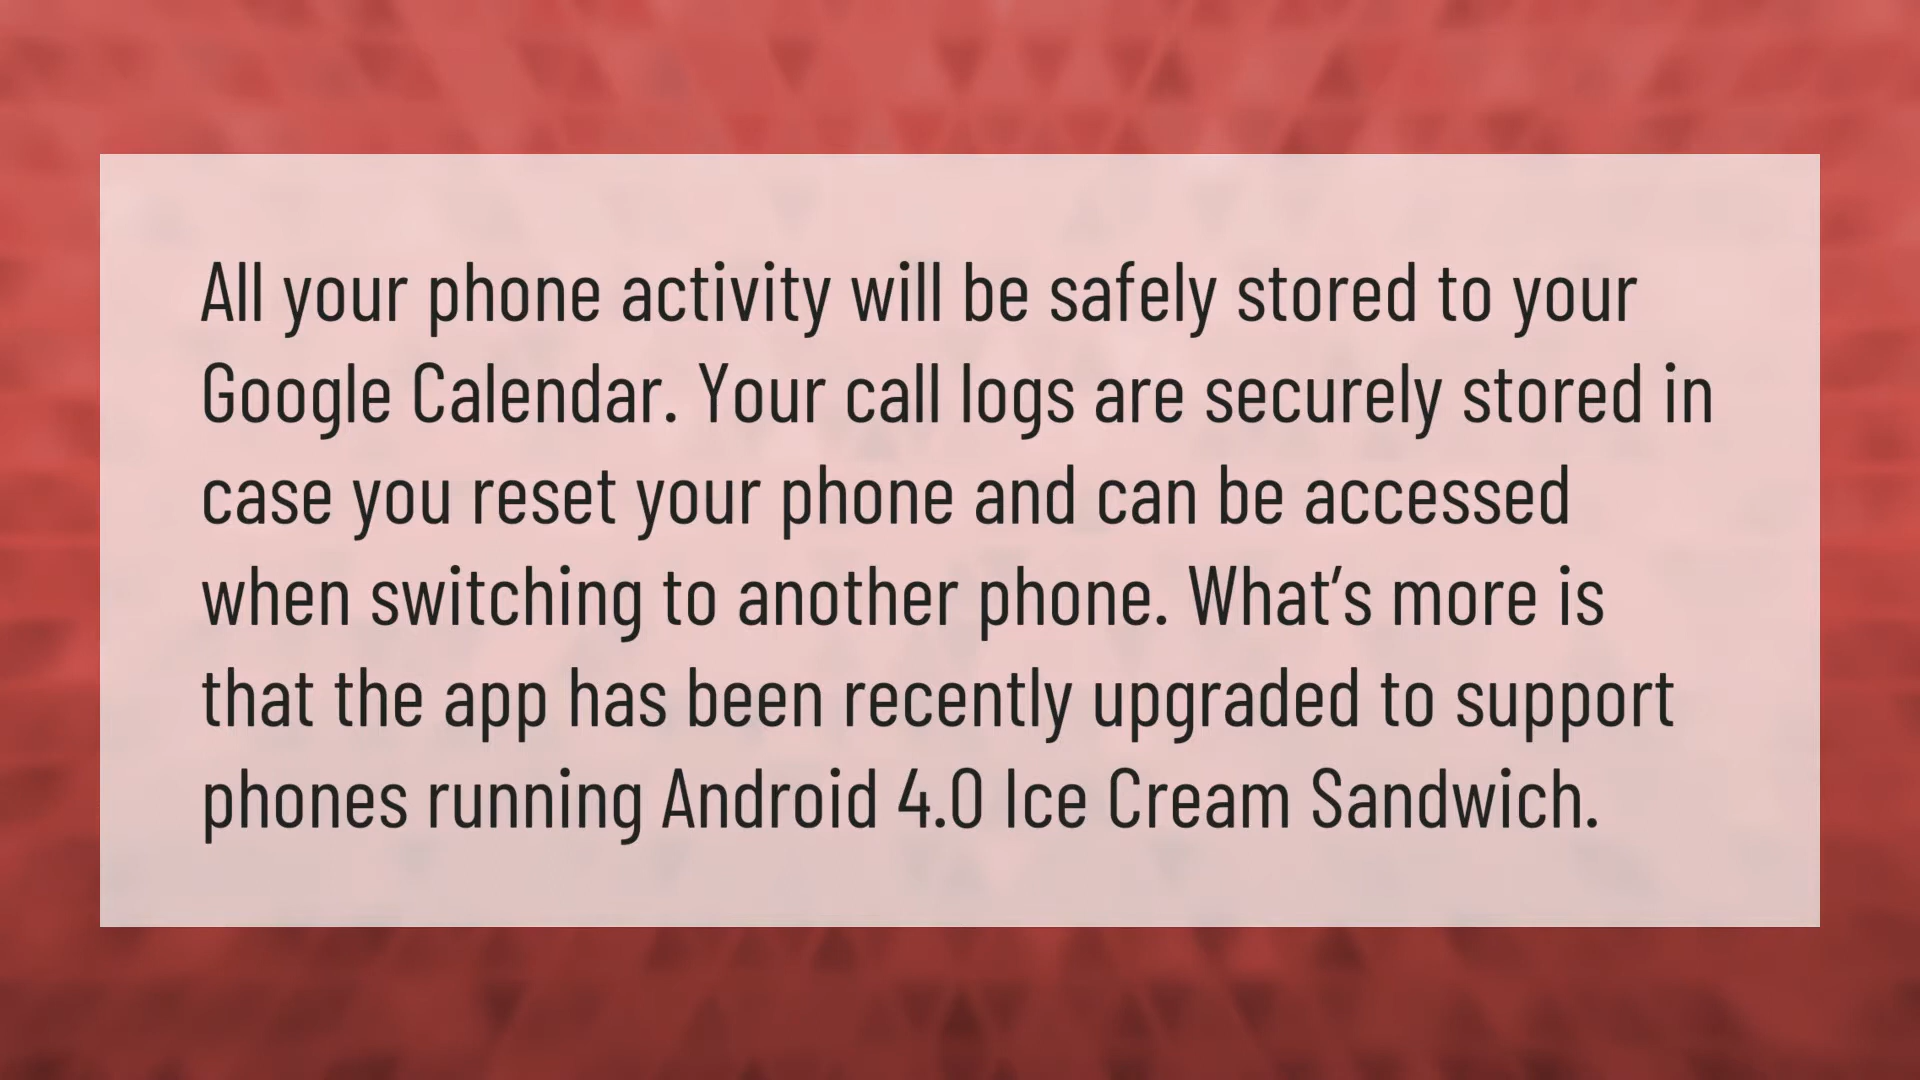 All your phone activity will be safely stored to your
Google Calendar. Your call logs are securely stored in
case you reset your phone and can be accessed
when switching to another phone. What’s more is
that the app has been recently upgraded to support
phones running Android 4.0 Ice Cream Sandwich.